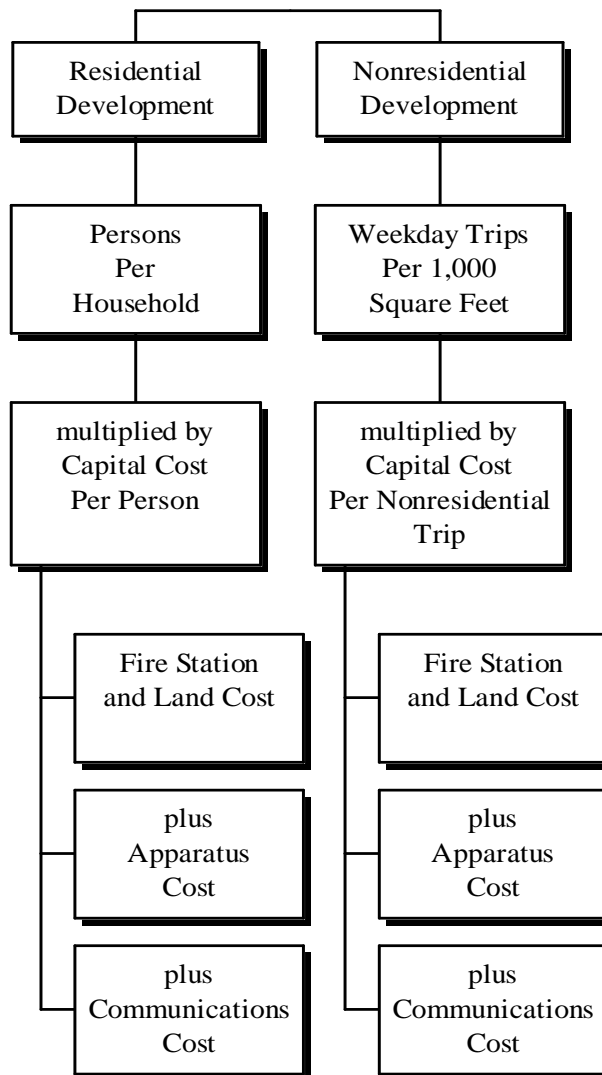 Residential
Development
Nonresidential
Development
Persons
Per
Household
Weekday Trips
Per 1,000
Square Feet
multiplied by
Capital Cost
Per Person
multiplied by
Capital Cost
Per Nonresidential
Trip
Fire Station
and Land Cost
Fire Station
and Land Cost
plus
Apparatus
Cost
plus
Apparatus
Cost
plus
Communications
Cost
plus
Communications
Cost